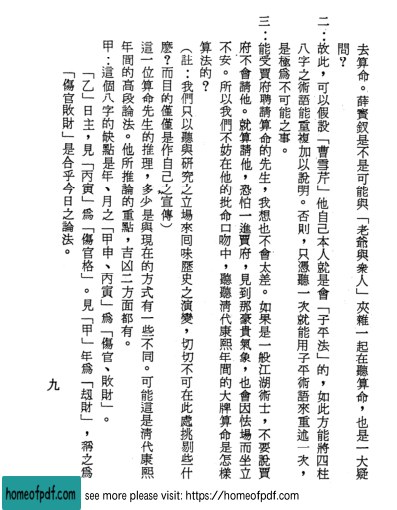 去算命。薛寳釵是不是可能與「老爺與衆人」夾雜一起在聽算命，也是一大疑
問？
二：故此，可以假設「曹雪芹」他自己本人就是會「子平法」的，如此方能將四柱
八字之術語能重複加以說明。否則，只憑聽一次就能用子平術語來重述一次，
是極爲不可能之事。
三：能受賈府聘請算命的先生，我想也不會太差。如果是一般江湖術士，不要說賈
府不會請他。就算請他，恐怕一進賈府，見到那豪貴氣象，也會因怯場而坐立
不安。所以我們不妨在他的批命口吻中，聽聽清代康熙年間的大牌算命是怎樣
算法的？
（註：我們只以聽與研究之立場來回味歷史之演變，切切不可在此處挑剔些什
麼？而目的僅僅是作自己之宣傳）
這一位算命先生的推理，多少是與現在的方式有一些不同。可能這是清代康熙
年間的高段論法。他所推論的重點，吉凶二方面都有。
甲：這個八字的缺點是年、月之「甲申、丙寅」爲「傷官、敗財」。
「乙」日主，見「丙寅」爲「傷官格」。見「甲」年爲「刼財」，稱之爲
「傷官敗財」是合乎今日之論法。
九
homeofpdf.com
see more please visit: https://homeofpdf.com